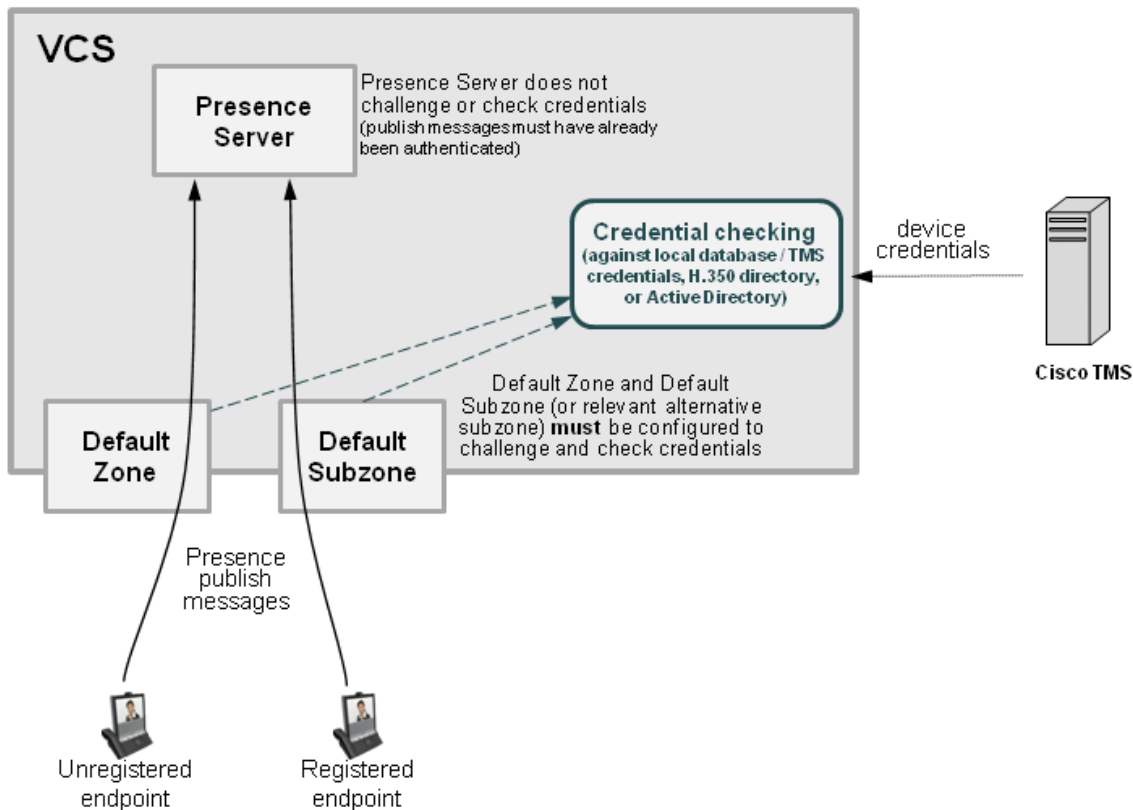 VCS
Presence
Server
Presence Server does not
challenge or check credentials
(publish messages must have already
been authenticated)
Credential checking
(against local database / TMS
credentials, H.350 directory,
or Active Directory)
device
credentials
Cisco TMS
Default Zone and Default
Subzone (or relevant alternative
subzone) must be configured to
challenge and check credentials
Default
Zone
Default
Subzone
Presence
publish
messages
Unregistered
endpoint
Registered
endpoint